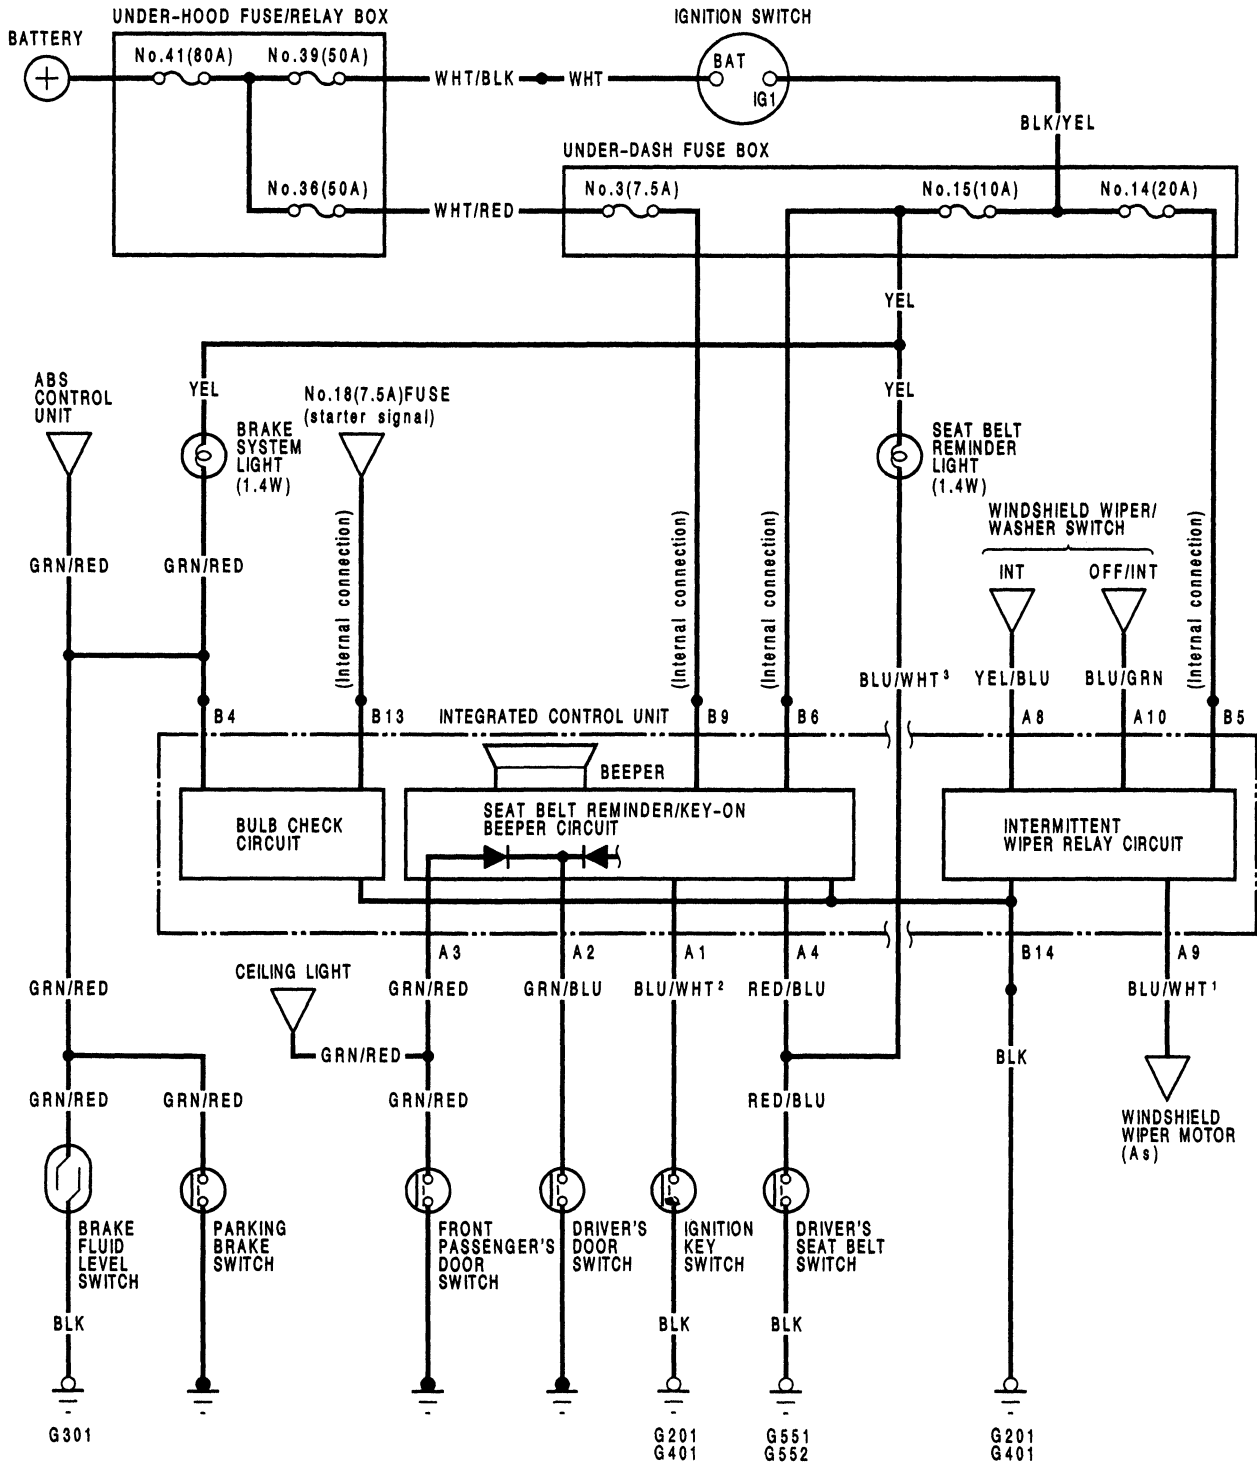 UNDER-HOOD FUSE/RELAY BOX
IGNITION SWITCH
BATTERY
No.41(80A)
No.39(50A)
WHT/BLK
WHT
BAT
IG1
BLK/YEL
UNDER-DASH FUSE BOX
No.36(50A)
WHT/RED
No.3(7.5A)
No.15(10A)
No.14(20A)
YEL
ABS
CONTROL
UNIT
YEL
No.18(7.5A)FUSE
(starter signal)
YEL
BRAKE
SYSTEM
LIGHT
(1.4W)
SEAT BELT
REMINDER
LIGHT
(1.4W)
WINDSHIELD WIPER/
WASHER SWITCH
INT
OFF/INT
GRN/RED
GRN/RED
(Internal connection)
(Internal connection)
(Internal connection)
(Internal connection)
BLU/WHT³
YEL/BLU
BLU/GRN
B4
B13
INTEGRATED CONTROL UNIT
B9
B6
A8
A10
B5
BEEPER
BULB CHECK
CIRCUIT
SEAT BELT REMINDER/KEY-ON
BEEPER CIRCUIT
INTERMITTENT
WIPER RELAY CIRCUIT
A3
A2
A1
A4
B14
A9
CEILING LIGHT
GRN/RED
GRN/RED
GRN/BLU
BLU/WHT²
RED/BLU
BLU/WHT¹
GRN/RED
BLK
GRN/RED
GRN/RED
GRN/RED
RED/BLU
WINDSHIELD
WIPER MOTOR
(As)
BRAKE
FLUID
LEVEL
SWITCH
PARKING
BRAKE
SWITCH
FRONT
PASSENGER'S
DOOR
SWITCH
DRIVER'S
DOOR
SWITCH
IGNITION
KEY
SWITCH
DRIVER'S
SEAT BELT
SWITCH
BLK
BLK
BLK
G301
G201
G401
G551
G552
G201
G401